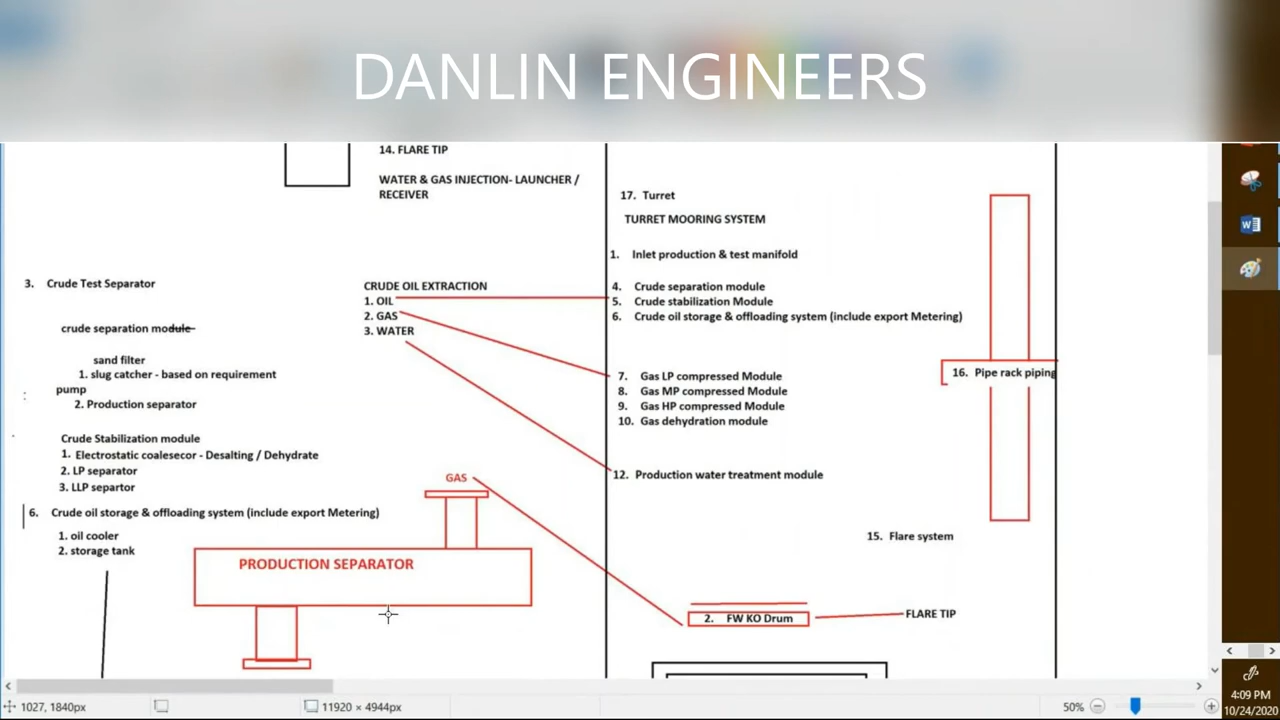 DANLIN ENGINEERS
14. FLARE TIP
WATER & GAS INJECTION- LAUNCHER /
RECEIVER
3. Crude Test Separator
crude separation module
sand filter
1. slug catcher - based on requirement
pump
2. Production separator
Crude Stabilization module
1. Electrostatic coalesecor - Desalting / Dehydrate
2. LP separator
3. LLP separtor
6. Crude oil storage & offloading system (include export Metering)
1. oil cooler
2. storage tank
CRUDE OIL EXTRACTION
1. OIL
2. GAS
3. WATER
GAS
PRODUCTION SEPARATOR
17. Turret
TURRET MOORING SYSTEM
1. Inlet production & test manifold
4. Crude separation module
5. Crude stabilization Module
6. Crude oil storage & offloading system (include export Metering)
7. Gas LP compressed Module
8. Gas MP compressed Module
9. Gas HP compressed Module
10. Gas dehydration module
12. Production water treatment module
16. Pipe rack piping
15. Flare system
2. FW KO Drum
FLARE TIP
1027, 1840px
11920 × 4944px
50%
4:09 PM
10/24/2020